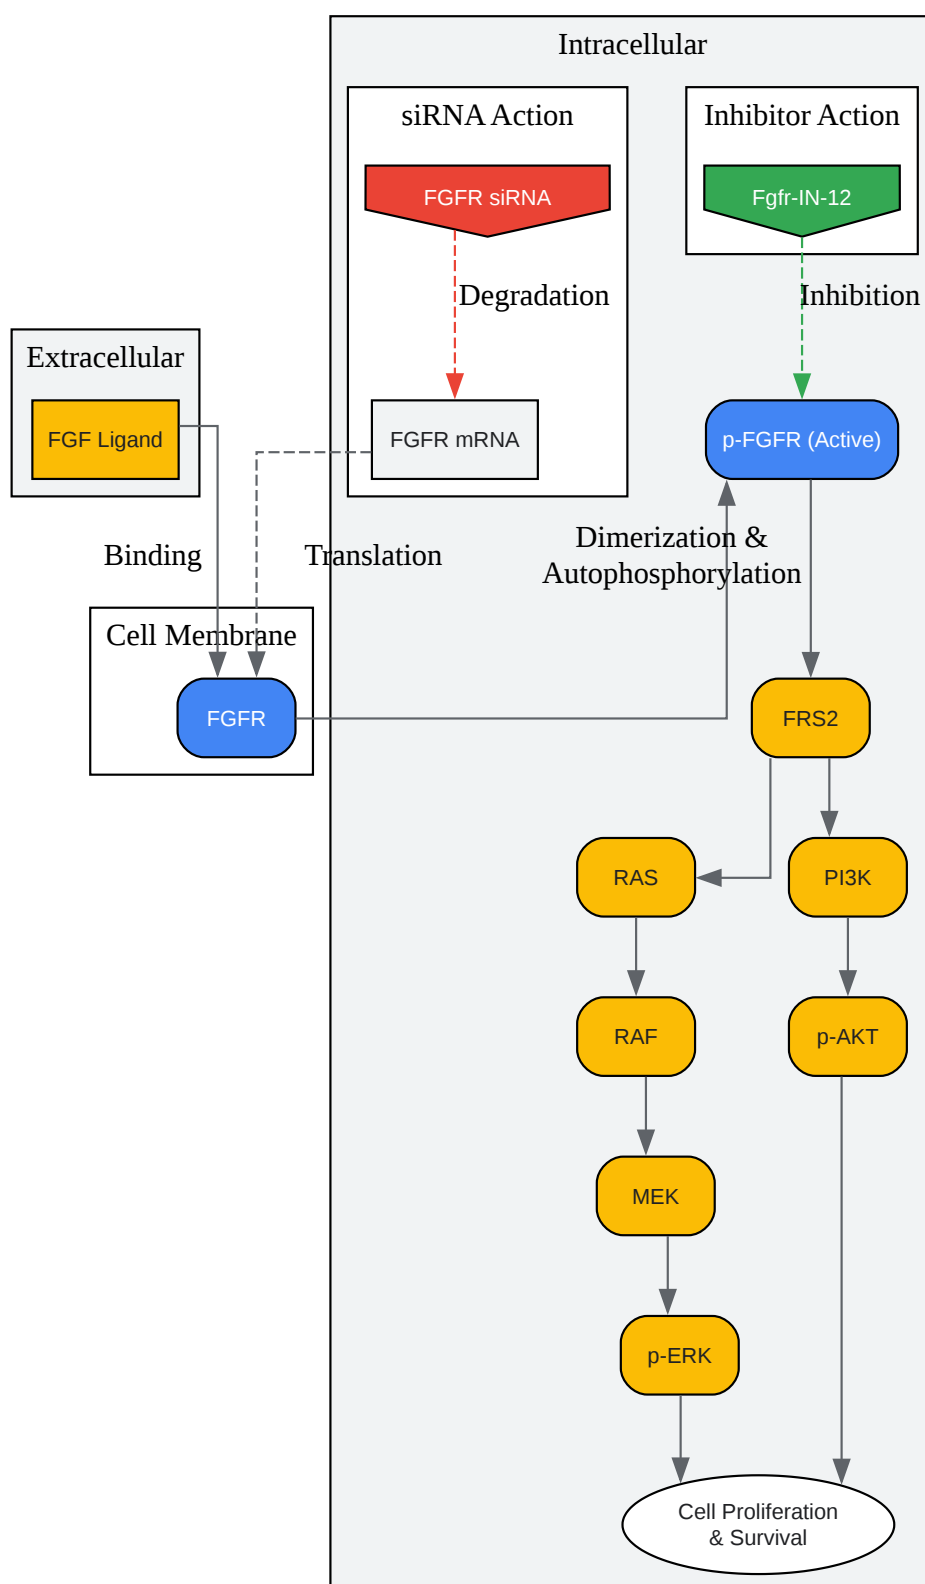 Intracellular
siRNA Action
Inhibitor Action
FGFR siRNA
Fgfr-IN-12
Degradation
Inhibition
Extracellular
FGF Ligand
FGFR mRNA
p-FGFR (Active)
Binding
Translation
Dimerization &
Autophosphorylation
Cell Membrane
FGFR
FRS2
RAS
PI3K
RAF
p-AKT
MEK
p-ERK
Cell Proliferation
& Survival